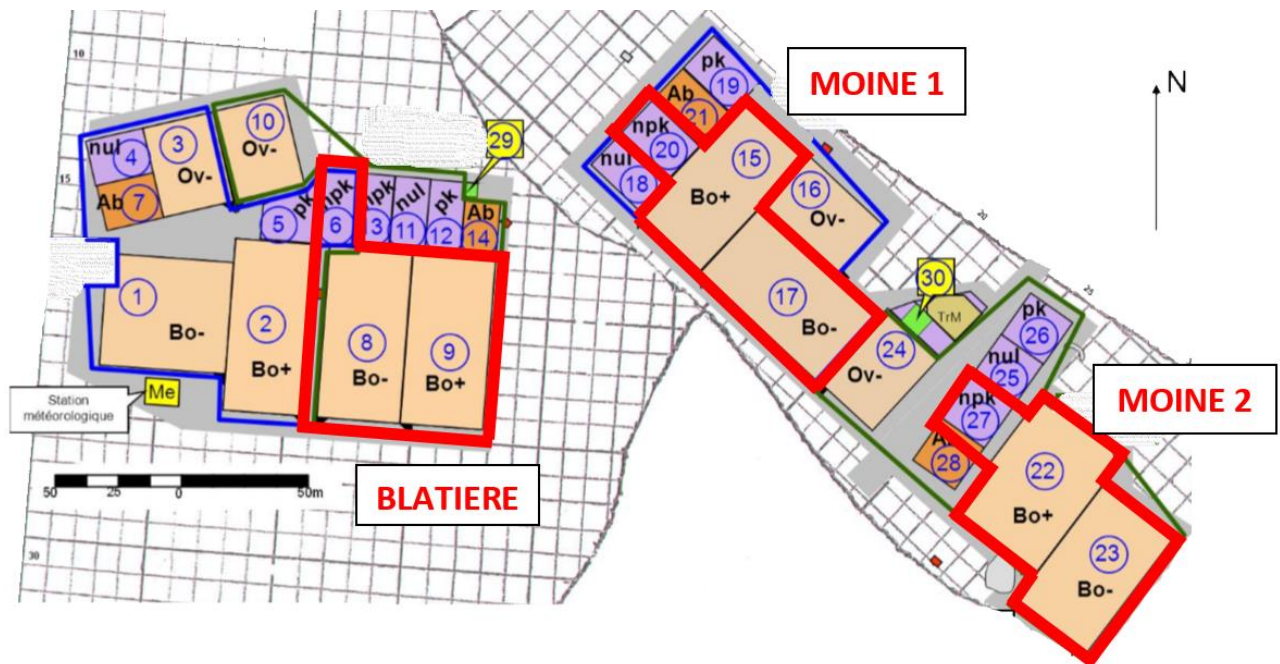 10
15
30
nul
4
3
Ov-
Ab
7
10
Ov-
29
5
pk
npk
6
npk
13
nul
11
pk
12
Ab
14
1
Bo-
2
Bo+
8
Bo-
9
Bo+
Station
météorologique
Me
50
25
0
50m
BLATIERE
pk
19
Ab
21
npk
20
nul
18
MOINE 1
N
15
Bo+
16
Ov-
17
Bo-
20
25
30
TrM
24
Ov-
pk
26
nul
25
npk
27
28
MOINE 2
22
Bo+
23
Bo-